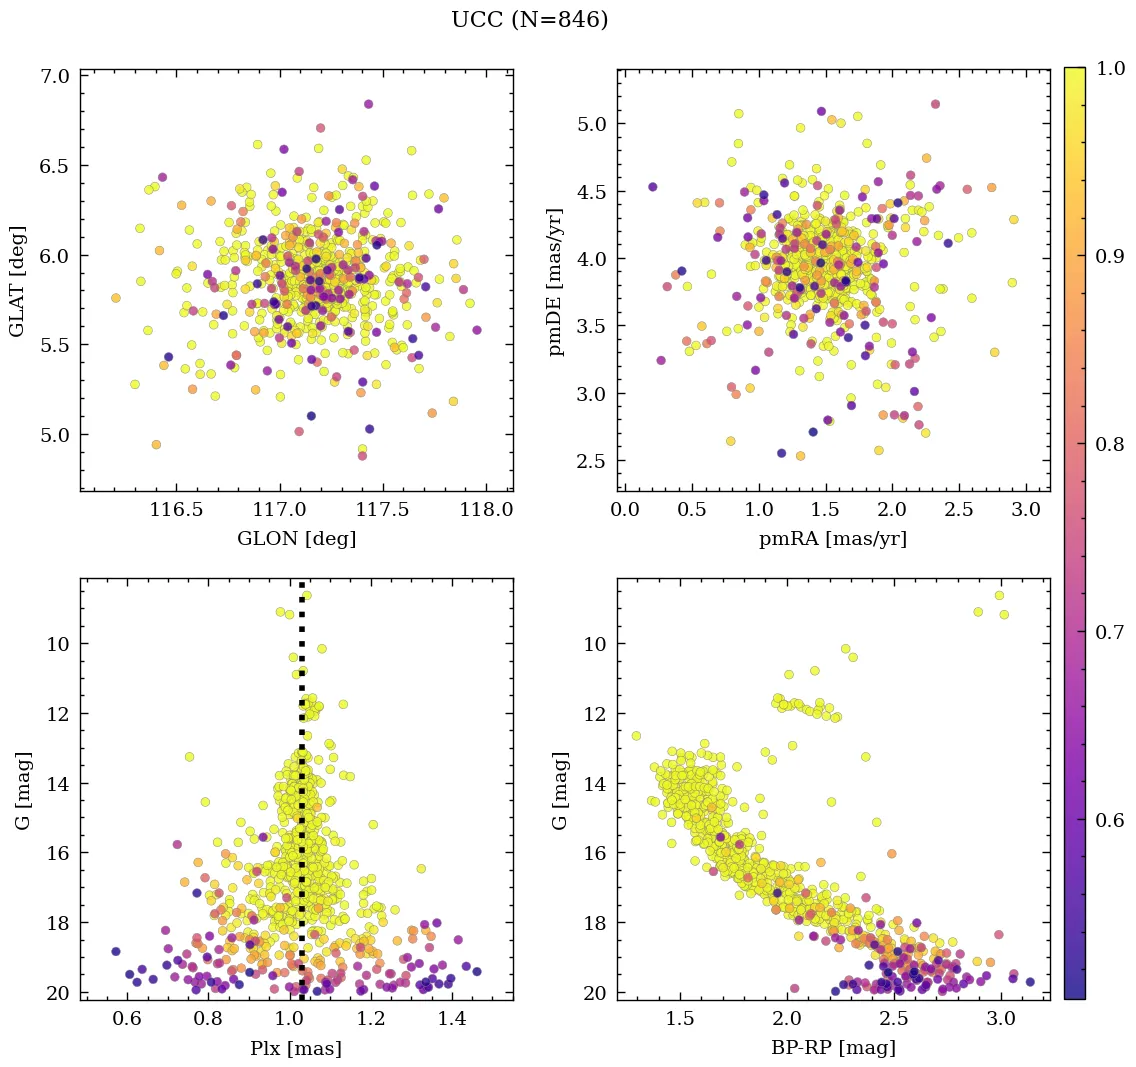 UCC (N=846)
7.0
6.5
6.0
5.5
5.0
GLAT [deg]
116.5 117.0 117.5 118.0
GLON [deg]
5.0
4.5
4.0
3.5
3.0
2.5
pmDE [mas/yr]
0.0 0.5 1.0 1.5 2.0 2.5 3.0
pmRA [mas/yr]
10
12
14
16
18
20
G [mag]
0.6 0.8 1.0 1.2 1.4
Plx [mas]
10
12
14
16
18
20
G [mag]
1.5 2.0 2.5 3.0
BP-RP [mag]
1.0
0.9
0.8
0.7
0.6